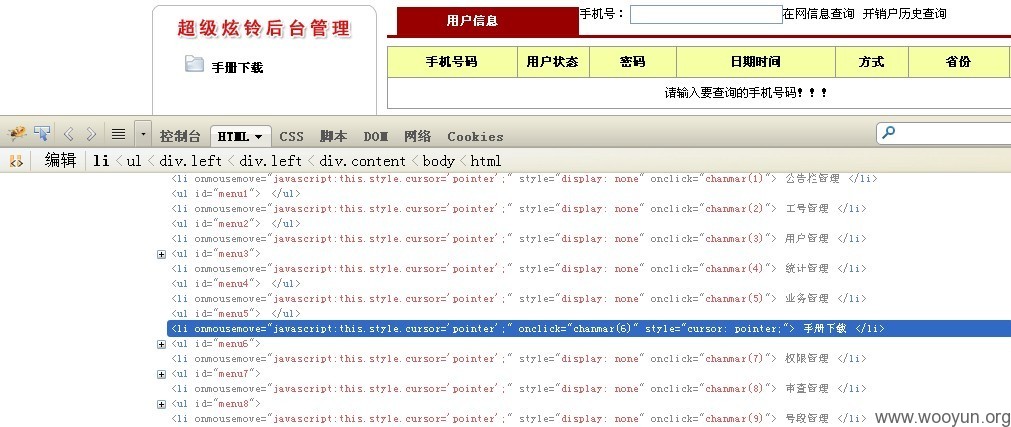 超级炫铃后台管理
手册下载
用户信息
手机号： 在网信息查询 开销户历史查询
手机号码 用户状态 密码 日期时间 方式 省份
请输入要查询的手机号码！！！
控制台 HTML CSS 脚本 DOM 网络 Cookies
编辑 li < ul < div.left < div.left < div.content < body < html
<li onmousemove="javascript:this.style.cursor='pointer';" style="display: none" onclick="chanmar(1)"> 公告栏管理 </li>
<ul id="menu1"> </ul>
<li onmousemove="javascript:this.style.cursor='pointer';" style="display: none" onclick="chanmar(2)"> 工号管理 </li>
<ul id="menu2"> </ul>
<li onmousemove="javascript:this.style.cursor='pointer';" style="display: none" onclick="chanmar(3)"> 用户管理 </li>
<ul id="menu3">
<li onmousemove="javascript:this.style.cursor='pointer';" style="display: none" onclick="chanmar(4)"> 统计管理 </li>
<ul id="menu4"> </ul>
<li onmousemove="javascript:this.style.cursor='pointer';" style="display: none" onclick="chanmar(5)"> 业务管理 </li>
<ul id="menu5"> </ul>
<li onmousemove="javascript:this.style.cursor='pointer';" onclick="chanmar(6)" style="cursor: pointer;"> 手册下载 </li>
<ul id="menu6">
<li onmousemove="javascript:this.style.cursor='pointer';" style="display: none" onclick="chanmar(7)"> 权限管理 </li>
<ul id="menu7">
<li onmousemove="javascript:this.style.cursor='pointer';" style="display: none" onclick="chanmar(8)"> 审查管理 </li>
<ul id="menu8">
<li onmousemove="javascript:this.style.cursor='pointer';" style="display: none" onclick="chanmar(9)"> 号段管理 </li>
www.wooyun.org